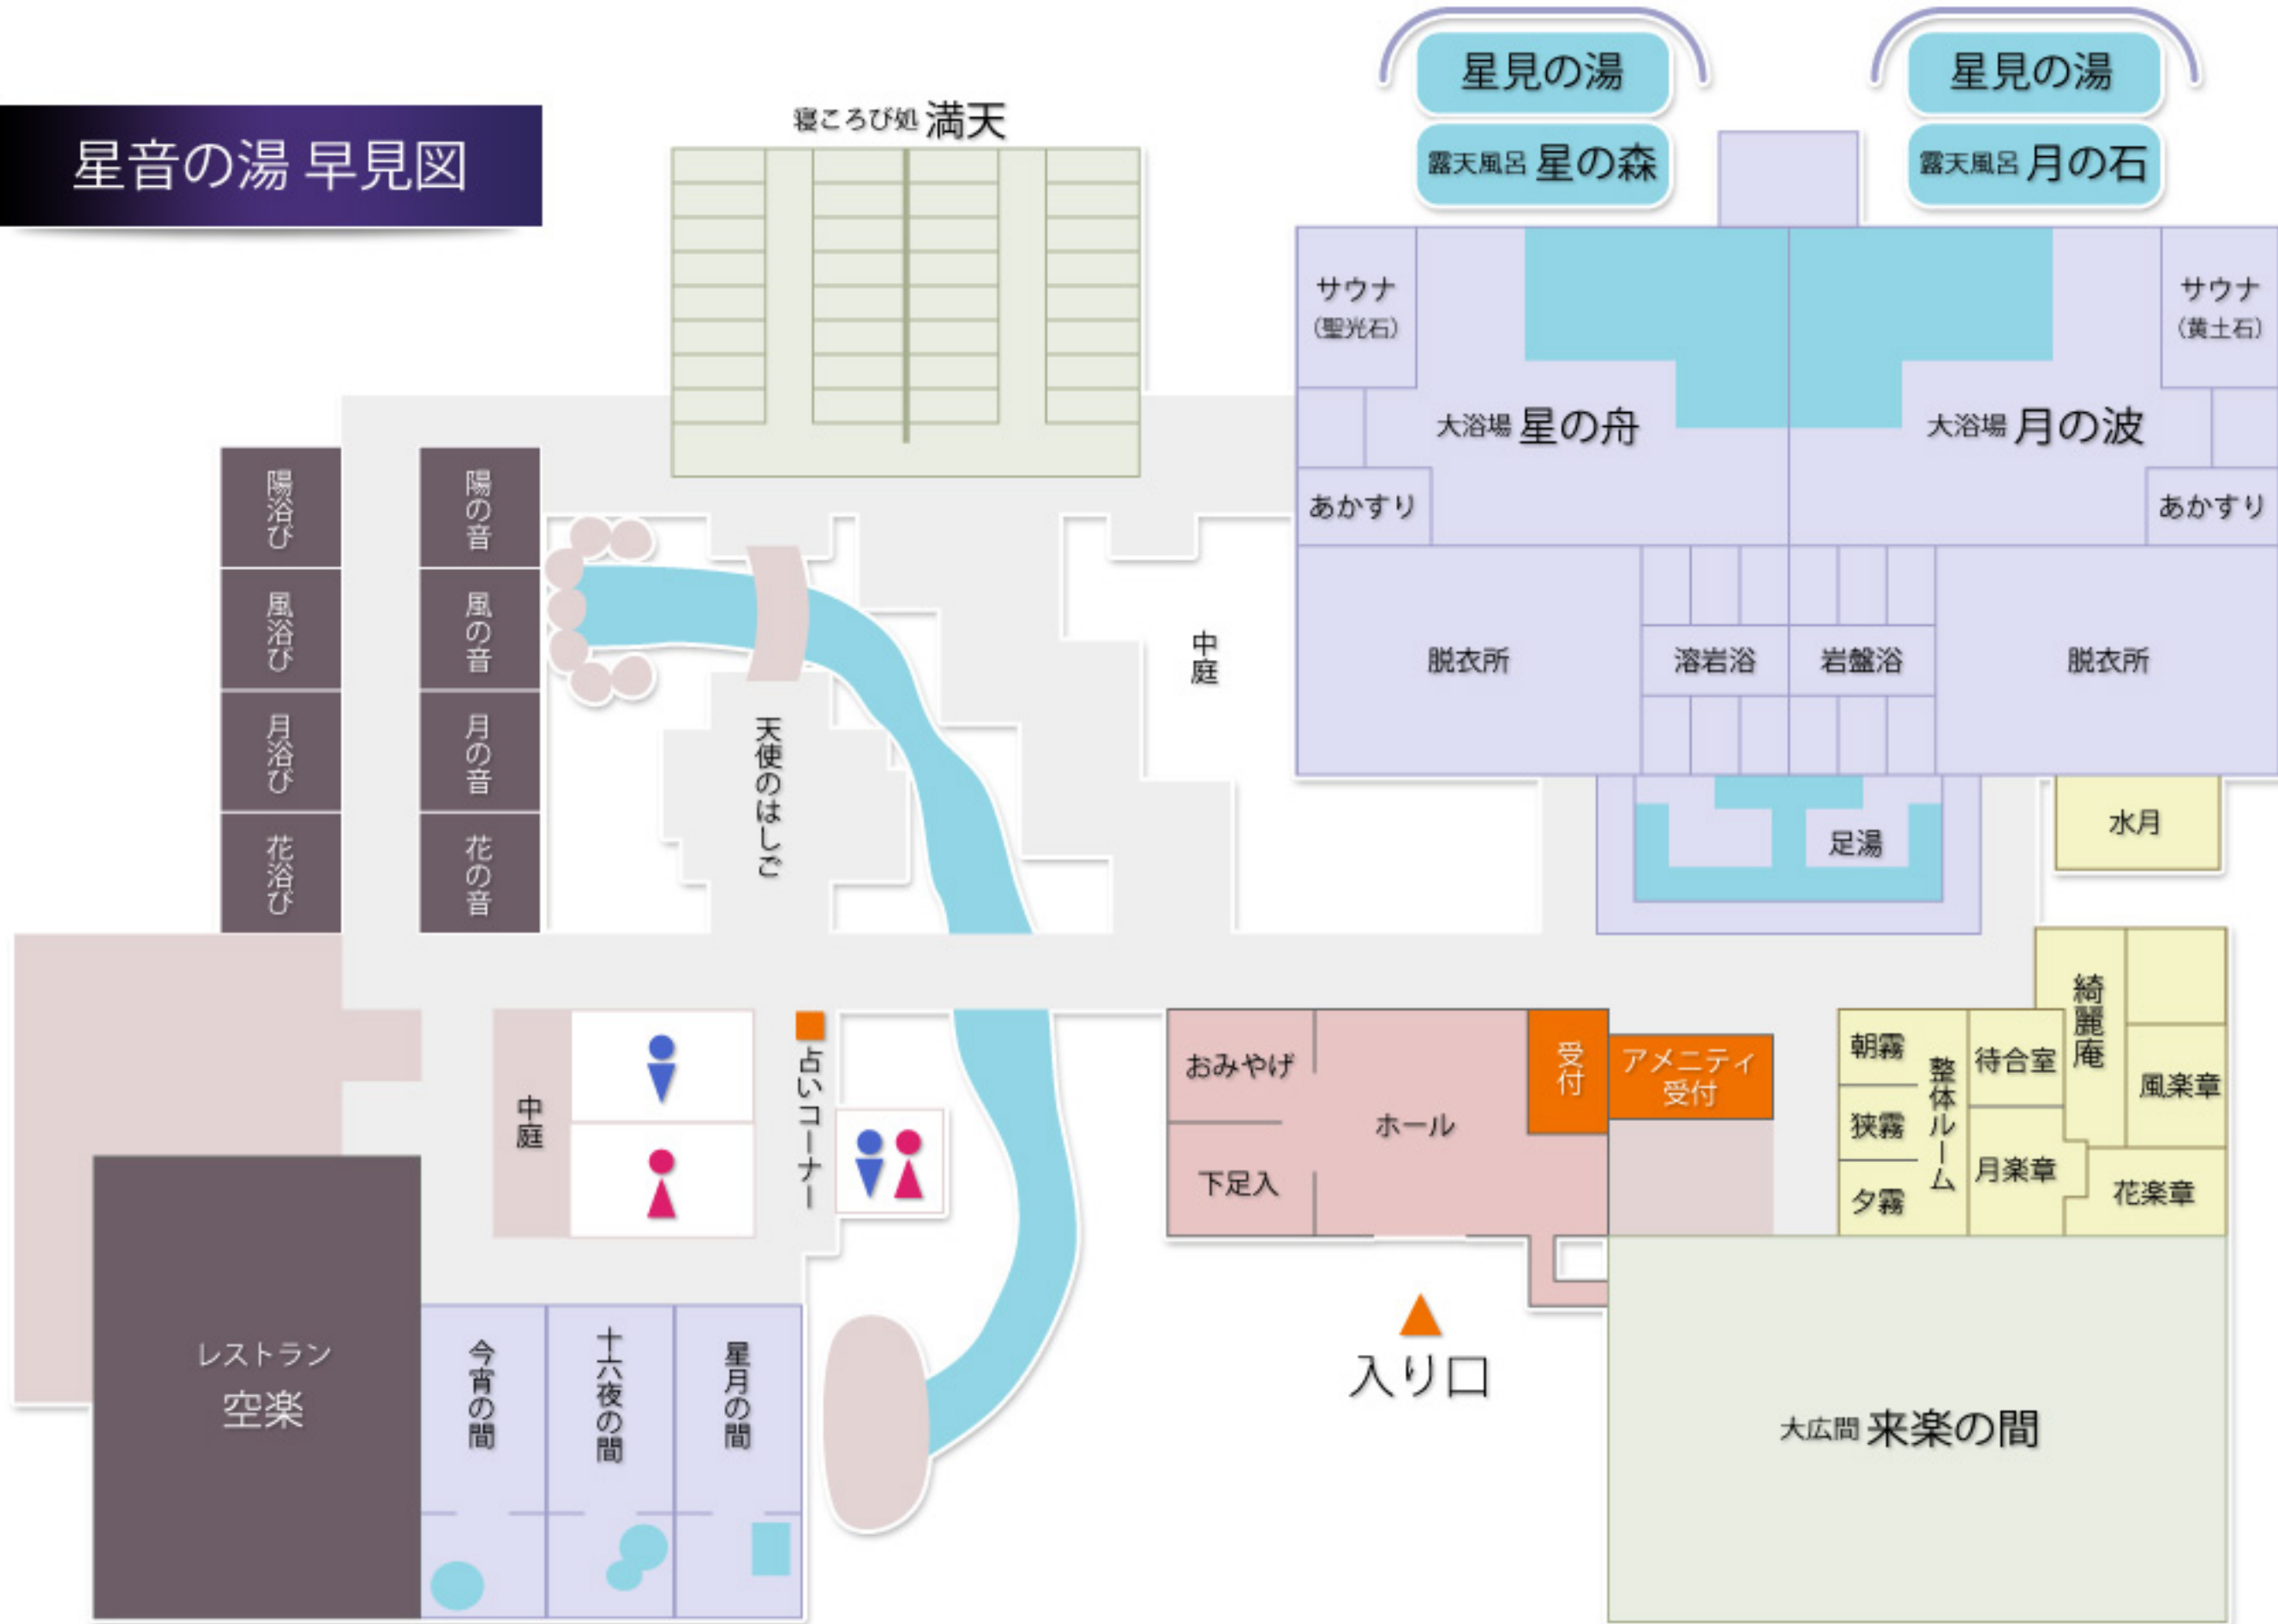 星音の湯 早見図
寝ころび処 満天
星見の湯
露天風呂 星の森
星見の湯
露天風呂 月の石
サウナ
（聖光石）
サウナ
（黄土石）
大浴場 星の舟
大浴場 月の波
あかすり
あかすり
脱衣所
溶岩浴
岩盤浴
脱衣所
足湯
水月
陽浴び
陽の音
風浴び
風の音
月浴び
月の音
花浴び
花の音
天使のはしご
中庭
中庭
占いコーナー
おみやげ
下足入
ホール
受付
アメニティ
受付
朝霧
狭霧
夕霧
整体ルーム
待合室
月楽章
綺麗庵
風楽章
花楽章
レストラン
空楽
今宵の間
十六夜の間
星月の間
入り口
大広間 来楽の間